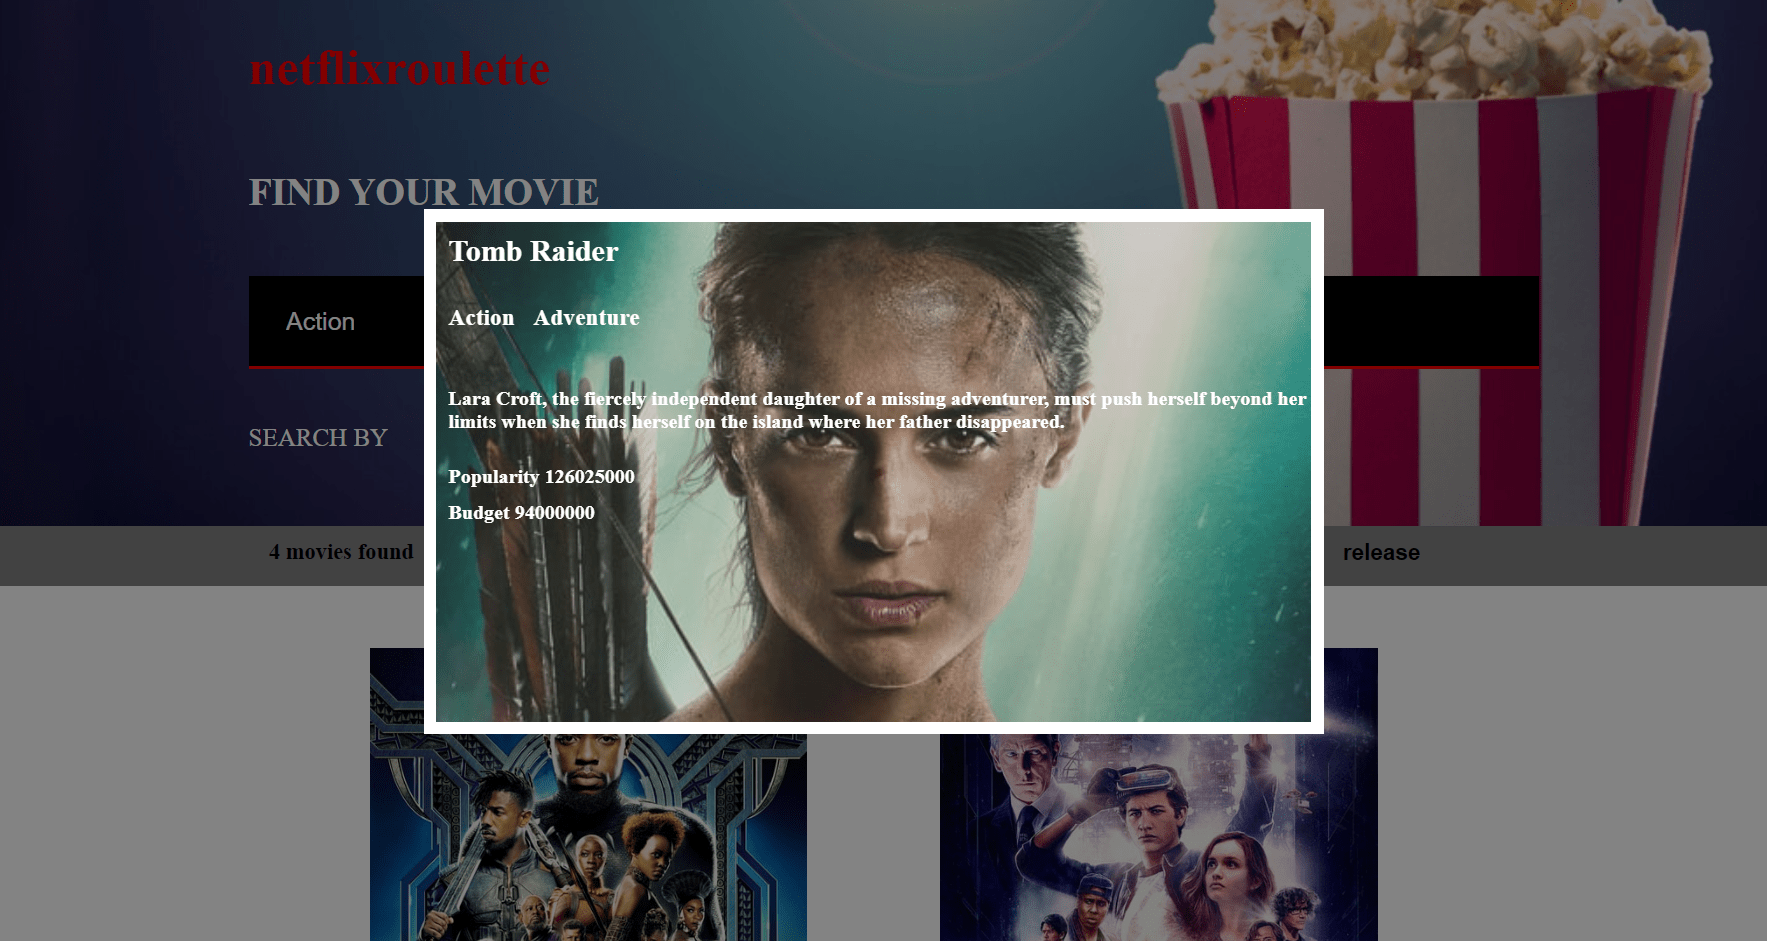 netflixroulette
FIND YOUR MOVIE
Tomb Raider
Action
Action Adventure
Lara Croft, the fiercely independent daughter of a missing adventurer, must push herself beyond her
limits when she finds herself on the island where her father disappeared.
SEARCH BY
Popularity 126025000
Budget 94000000
4 movies found
release